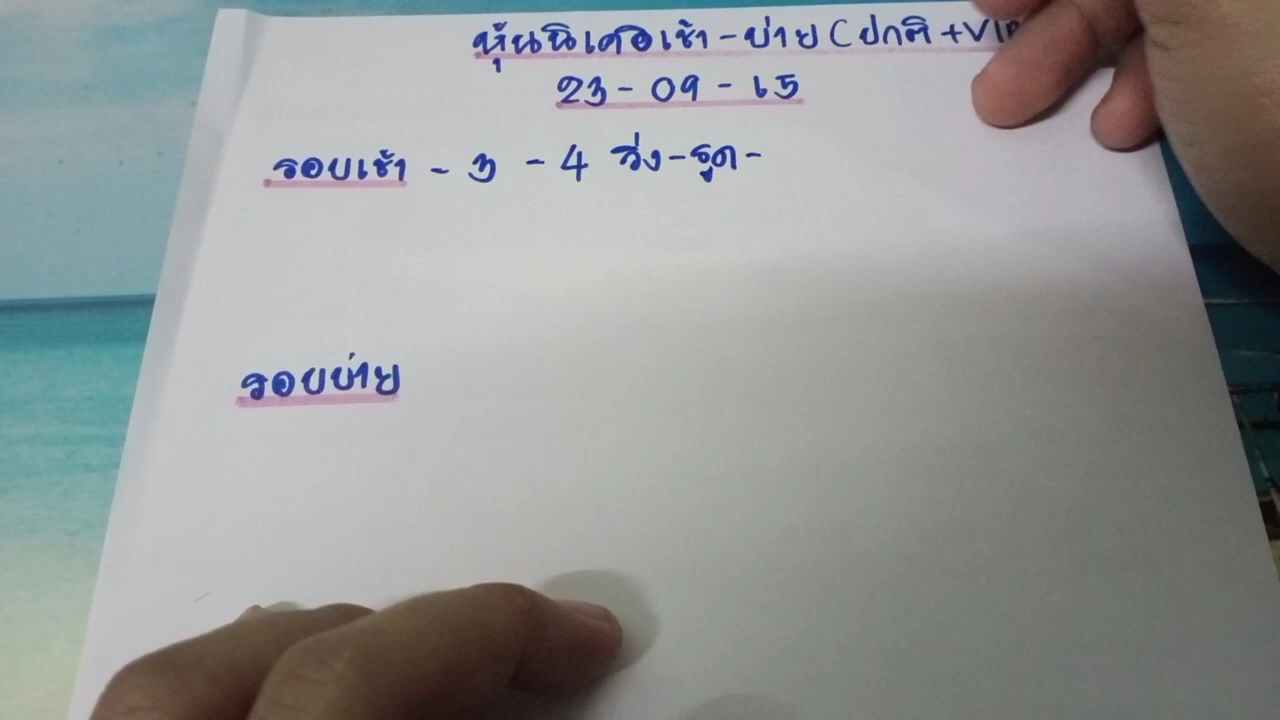 หุ้นนิเคอิเช้า-บ่าย (ปกติ+VIP
23-09-65
รอบเช้า - 3 - 4 วิ่ง-รูด-
รอบบ่าย